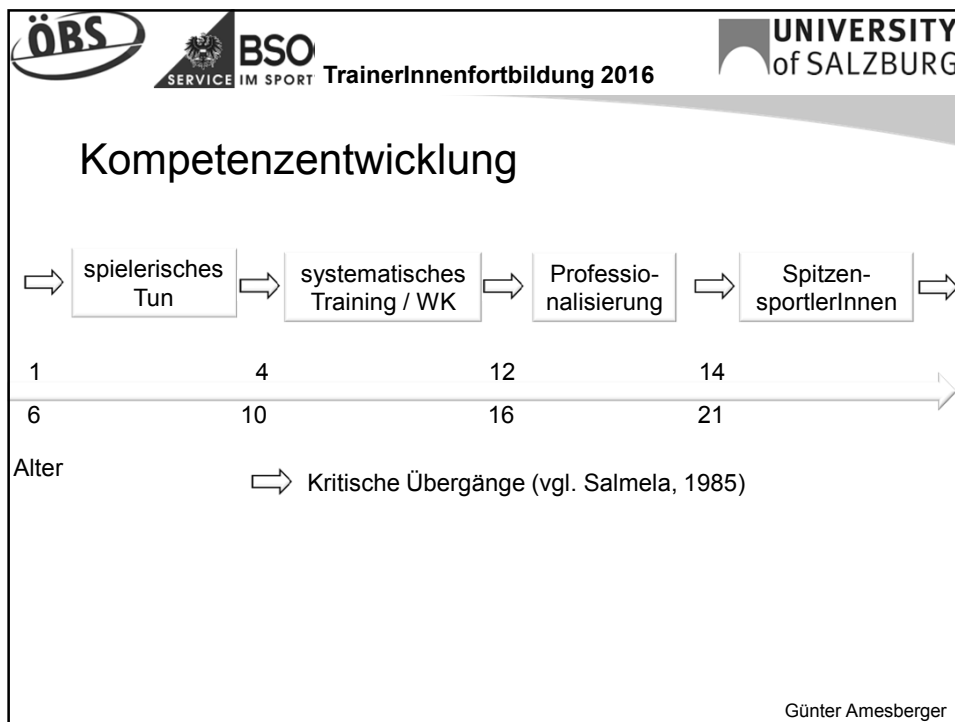 ÖBS
BSO
SERVICE IM SPORT
TrainerInnenfortbildung 2016
UNIVERSITY
of SALZBURG
Kompetenzentwicklung
spielerisches
Tun
systematisches
Training / WK
Professio-
nalisierung
Spitzen-
sportlerInnen
1 4 12 14
6 10 16 21
Alter
Kritische Übergänge (vgl. Salmela, 1985)
Günter Amesberger